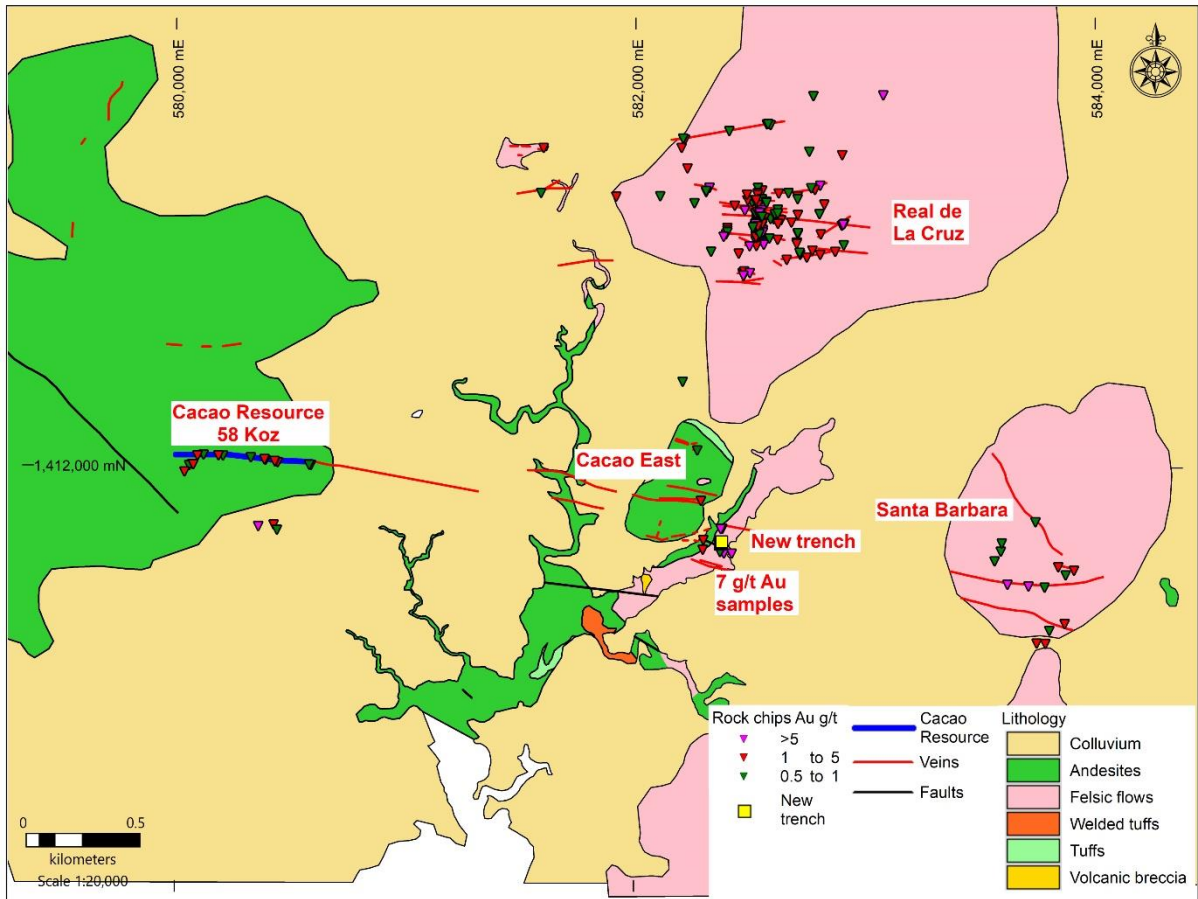 580,000 mE
582,000 mE
584,000 mE
Real de
La Cruz
Cacao Resource
58 Koz
1,412,000 mN
Cacao East
Santa Barbara
New trench
7 g/t Au
samples
Rock chips Au g/t
>5
1 to 5
0.5 to 1
New
trench
Cacao
Resource
Veins
Faults
Lithology
Colluvium
Andesites
Felsic flows
Welded tuffs
Tuffs
Volcanic breccia
0 0.5
kilometers
Scale 1:20,000